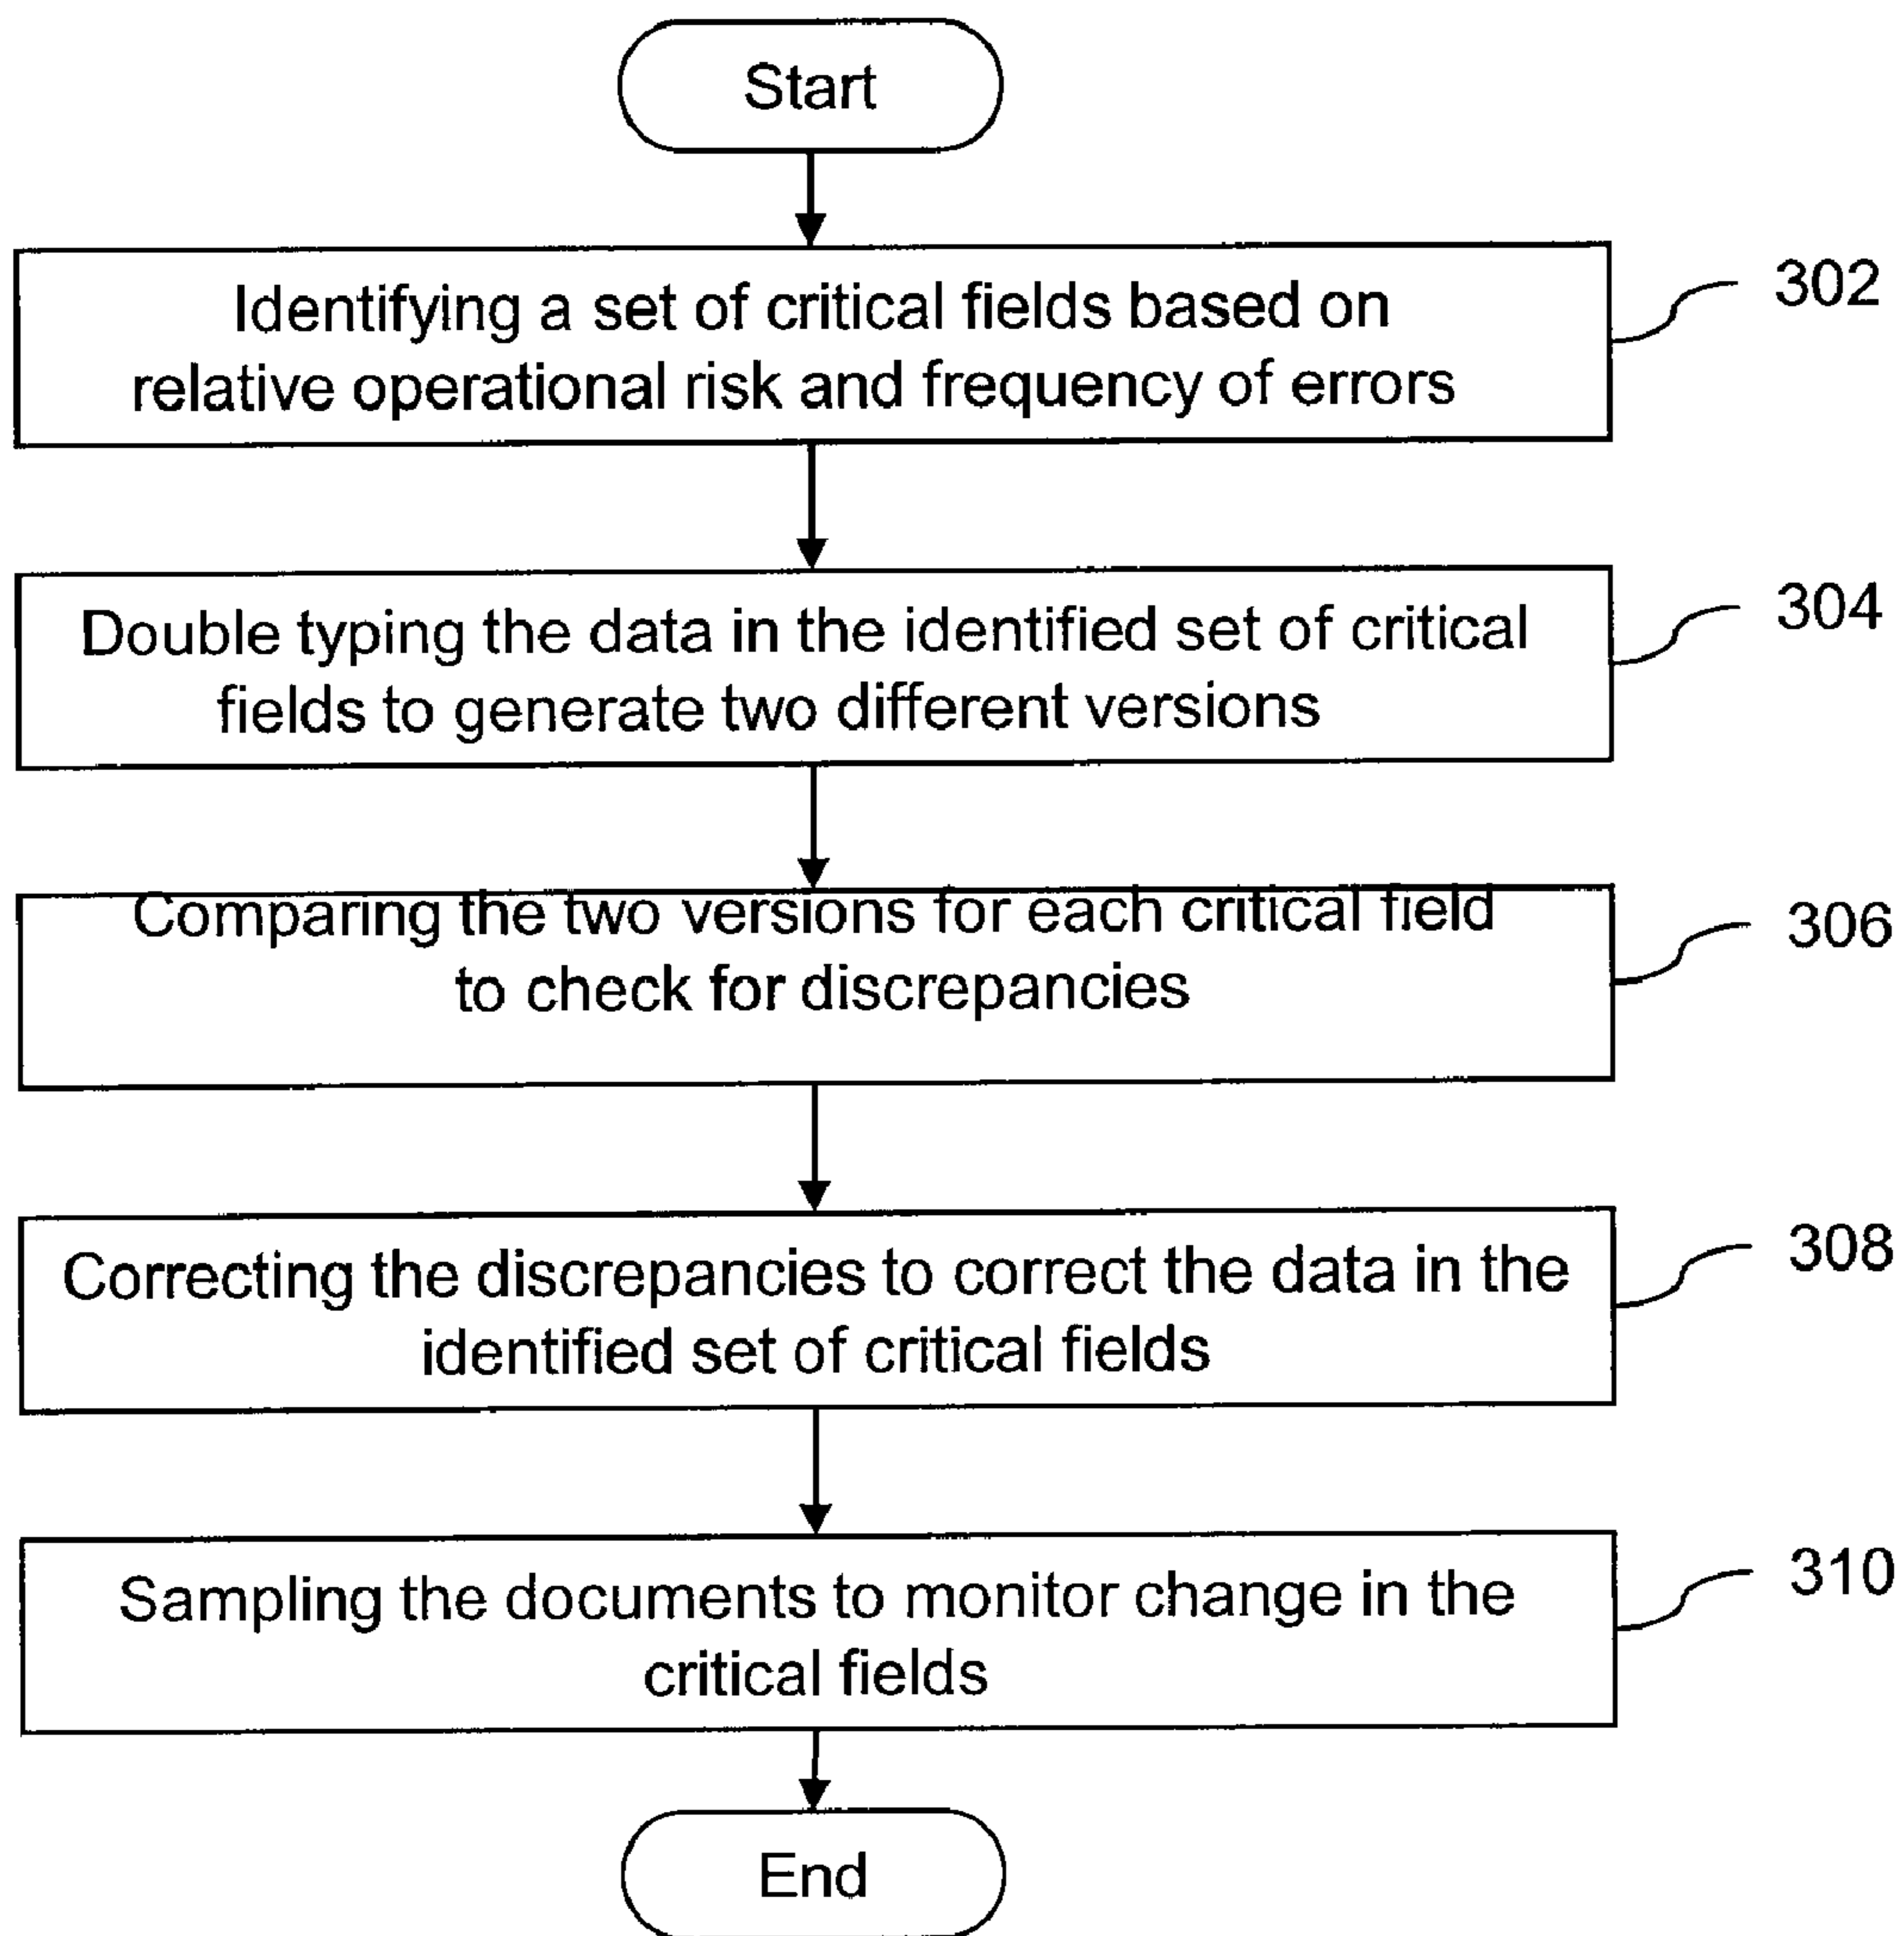 Start
Identifying a set of critical fields based on
relative operational risk and frequency of errors
302
Double typing the data in the identified set of critical
fields to generate two different versions
304
Comparing the two versions for each critical field
to check for discrepancies
306
Correcting the discrepancies to correct the data in the
identified set of critical fields
308
Sampling the documents to monitor change in the
critical fields
310
End